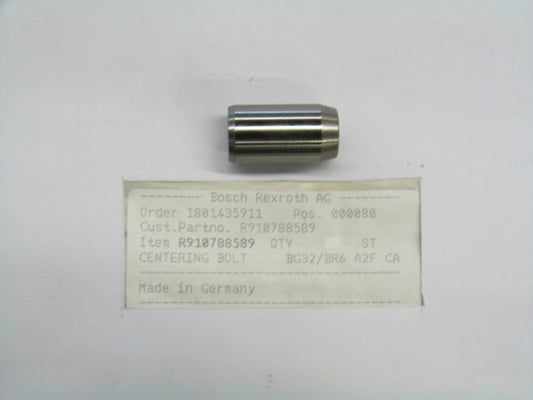 --------- Bosch Rexroth AG ---------
Order 1801435911 Pos. 000080
Cust.Partno. R910788589
Item R910788589 QTY ST
CENTERING BOLT BG32/BR6 A2F CA
------------------------------------
Made in Germany
------------------------------------